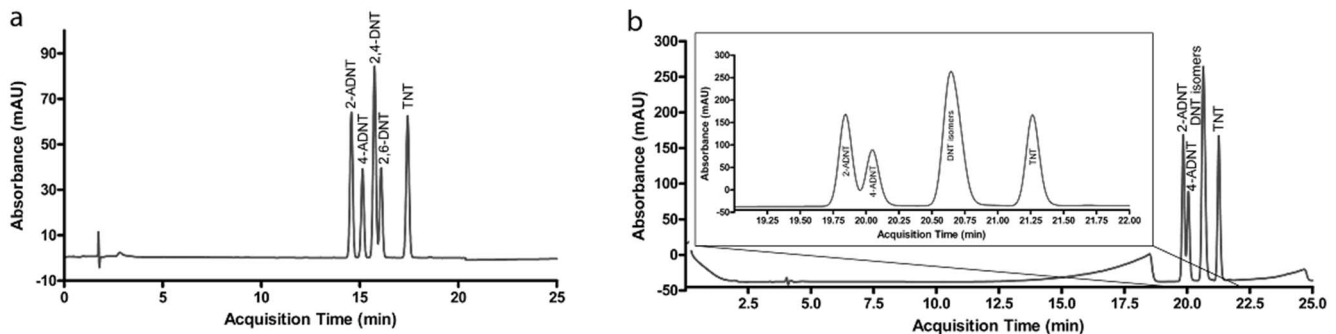 a
Absorbance (mAU)
90
70
50
30
10
-10
0
5
10
15
20
25
Acquisition Time (min)
2-ADNT
4-ADNT
2,4-DNT
2,6-DNT
TNT
b
Absorbance (mAU)
300
250
200
150
100
50
0
-50
2.5
5.0
7.5
10.0
12.5
15.0
17.5
20.0
22.5
25.0
Acquisition Time (min)
2-ADNT
4-ADNT
DNT isomers
TNT
Absorbance (mAU)
300
250
200
150
100
50
0
-50
19.25
19.50
19.75
20.00
20.25
20.50
20.75
21.00
21.25
21.50
21.75
22.00
Acquisition Time (min)
2-ADNT
4-ADNT
DNT isomers
TNT